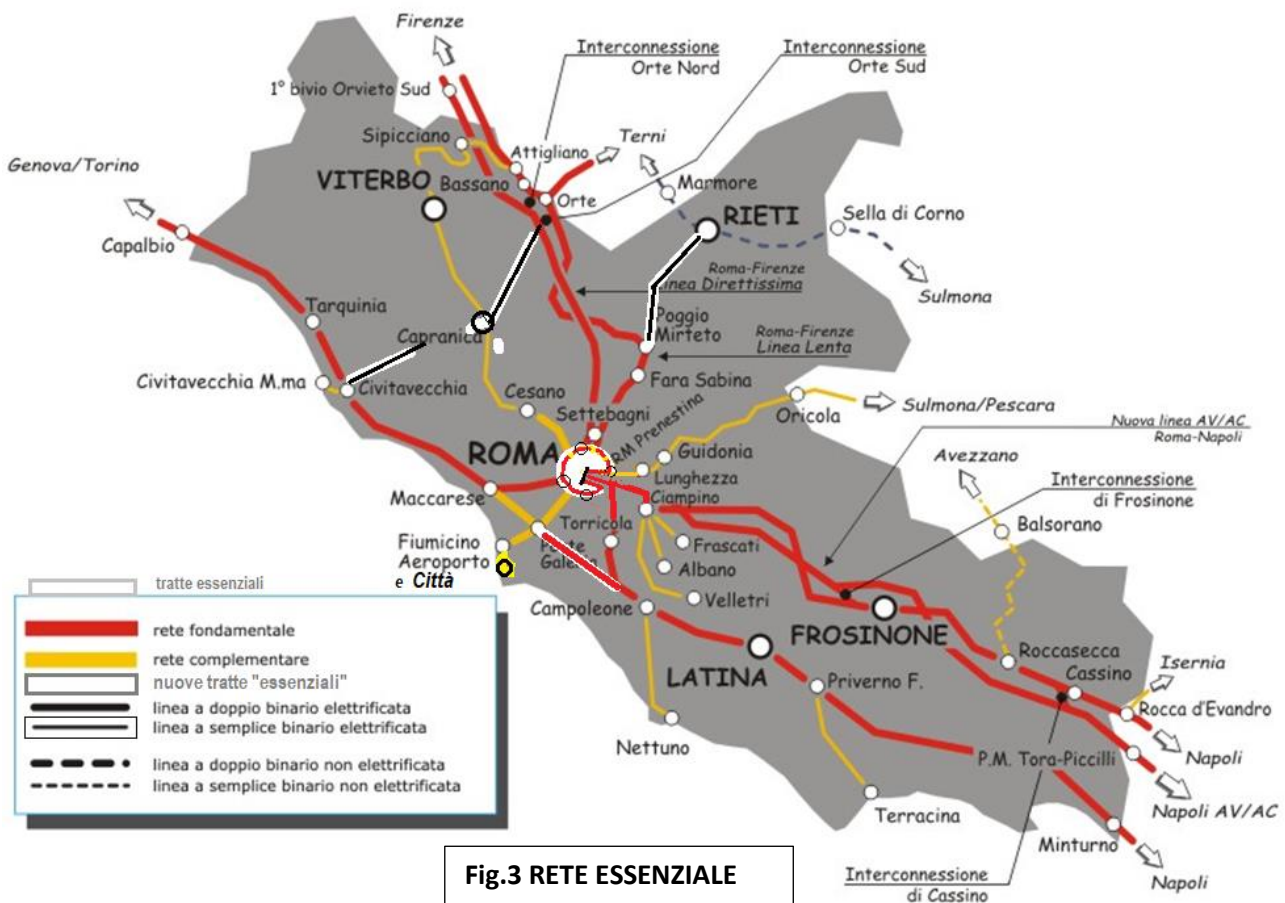 Firenze
Interconnessione
Orte Nord
Interconnessione
Orte Sud
1° bivio Orvieto Sud
Sipicciano
Attigliano
Terni
Genova/Torino
VITERBO
Bassano
Orte
Marmore
RIETI
Sella di Corno
Capalbio
Roma-Firenze
Linea Direttissima
Sulmona
Tarquinia
Capranica
Poggio
Mirteto
Roma-Firenze
Linea Lenta
Civitavecchia M.ma
Civitavecchia
Fara Sabina
Cesano
Settebagni
Oricola
Sulmona/Pescara
Nuova linea AV/AC
Roma-Napoli
ROMA
RM Prenestina
Guidonia
Lunghezza
Avezzano
Maccarese
Ciampino
Interconnessione
di Frosinone
Torricola
Balsorano
Fiumicino
Aeroporto
e Città
Ponte
Galeria
Frascati
Albano
Velletri
Campoleone
FROSINONE
LATINA
Roccasecca
Cassino
Isernia
Priverno F.
Rocca d'Evandro
Nettuno
P.M. Tora-Piccilli
Napoli
Terracina
Napoli AV/AC
Minturno
Napoli
Interconnessione
di Cassino
tratte essenziali
rete fondamentale
rete complementare
nuove tratte "essenziali"
linea a doppio binario elettrificata
linea a semplice binario elettrificata
linea a doppio binario non elettrificata
linea a semplice binario non elettrificata
Fig.3 RETE ESSENZIALE